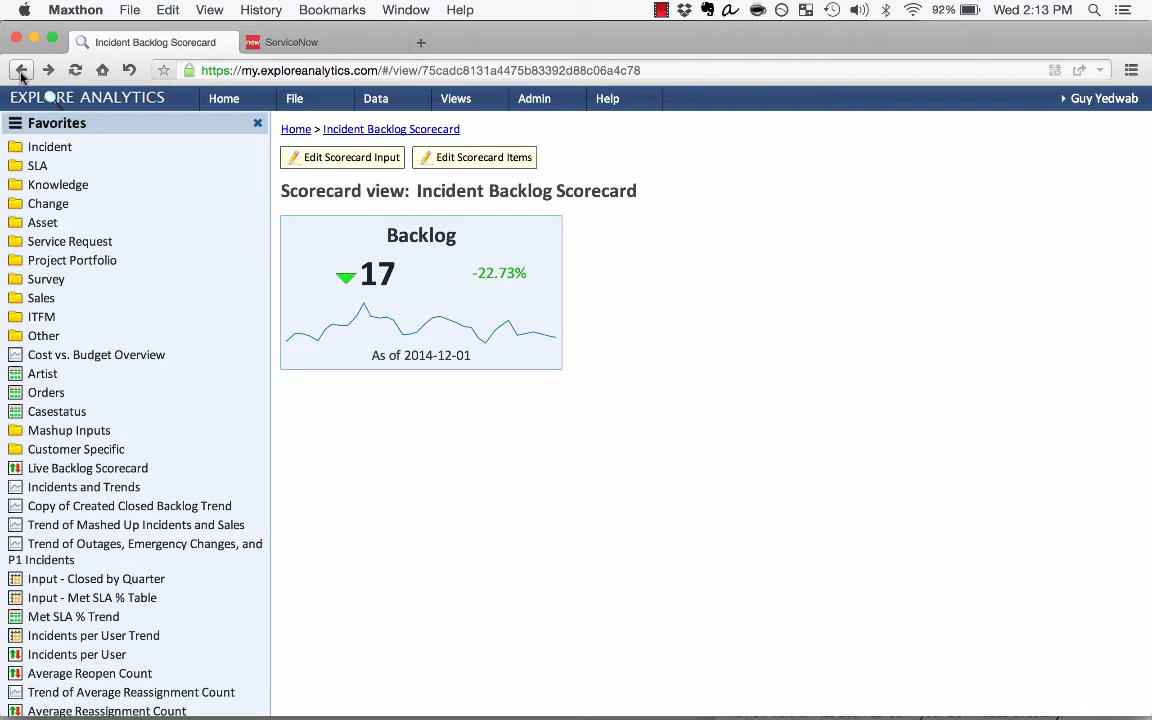 Maxthon File Edit View History Bookmarks Window Help 92% Wed 2:13 PM
Incident Backlog Scorecard
ServiceNow
https://my.exploreanalytics.com/#/view/75cadc8131a4475b83392d88c06a4c78
EXPLORE ANALYTICS Home File Data Views Admin Help Guy Yedwab
Favorites
Incident
SLA
Knowledge
Change
Asset
Service Request
Project Portfolio
Survey
Sales
ITFM
Other
Cost vs. Budget Overview
Artist
Orders
Casestatus
Mashup Inputs
Customer Specific
Live Backlog Scorecard
Incidents and Trends
Copy of Created Closed Backlog Trend
Trend of Mashed Up Incidents and Sales
Trend of Outages, Emergency Changes, and
P1 Incidents
Input - Closed by Quarter
Input - Met SLA % Table
Met SLA % Trend
Incidents per User Trend
Incidents per User
Average Reopen Count
Trend of Average Reassignment Count
Average Reassignment Count
Home > Incident Backlog Scorecard
Edit Scorecard Input Edit Scorecard Items
Scorecard view: Incident Backlog Scorecard
Backlog
17 -22.73%
As of 2014-12-01